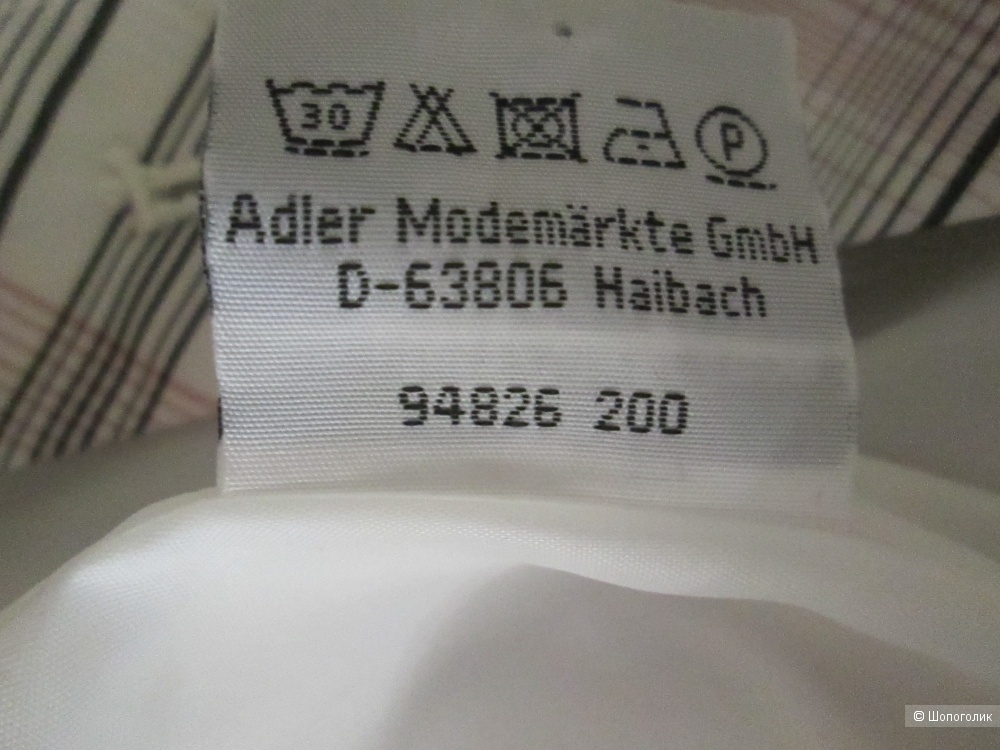 30 P
Adler Modemärkte GmbH
D-63806 Haibach
94826 200
© Шопоголик